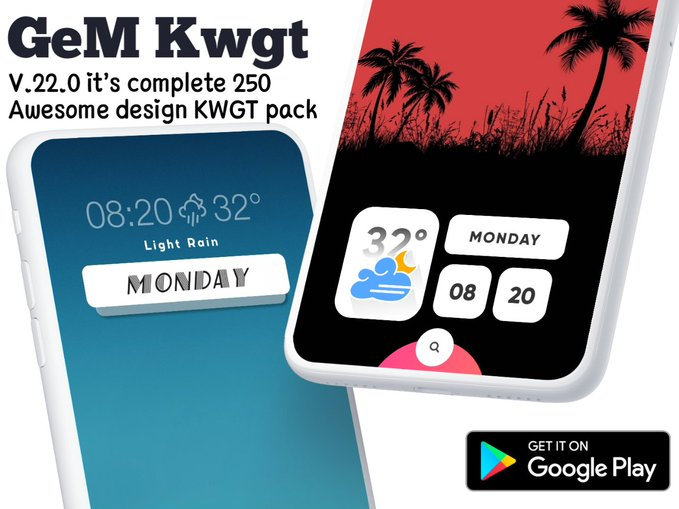 GeM Kwgt
V.22.0 it's complete 250
Awesome design KWGT pack
08:20 32°
Light Rain
MONDAY
32°
MONDAY
08 20
GET IT ON
Google Play